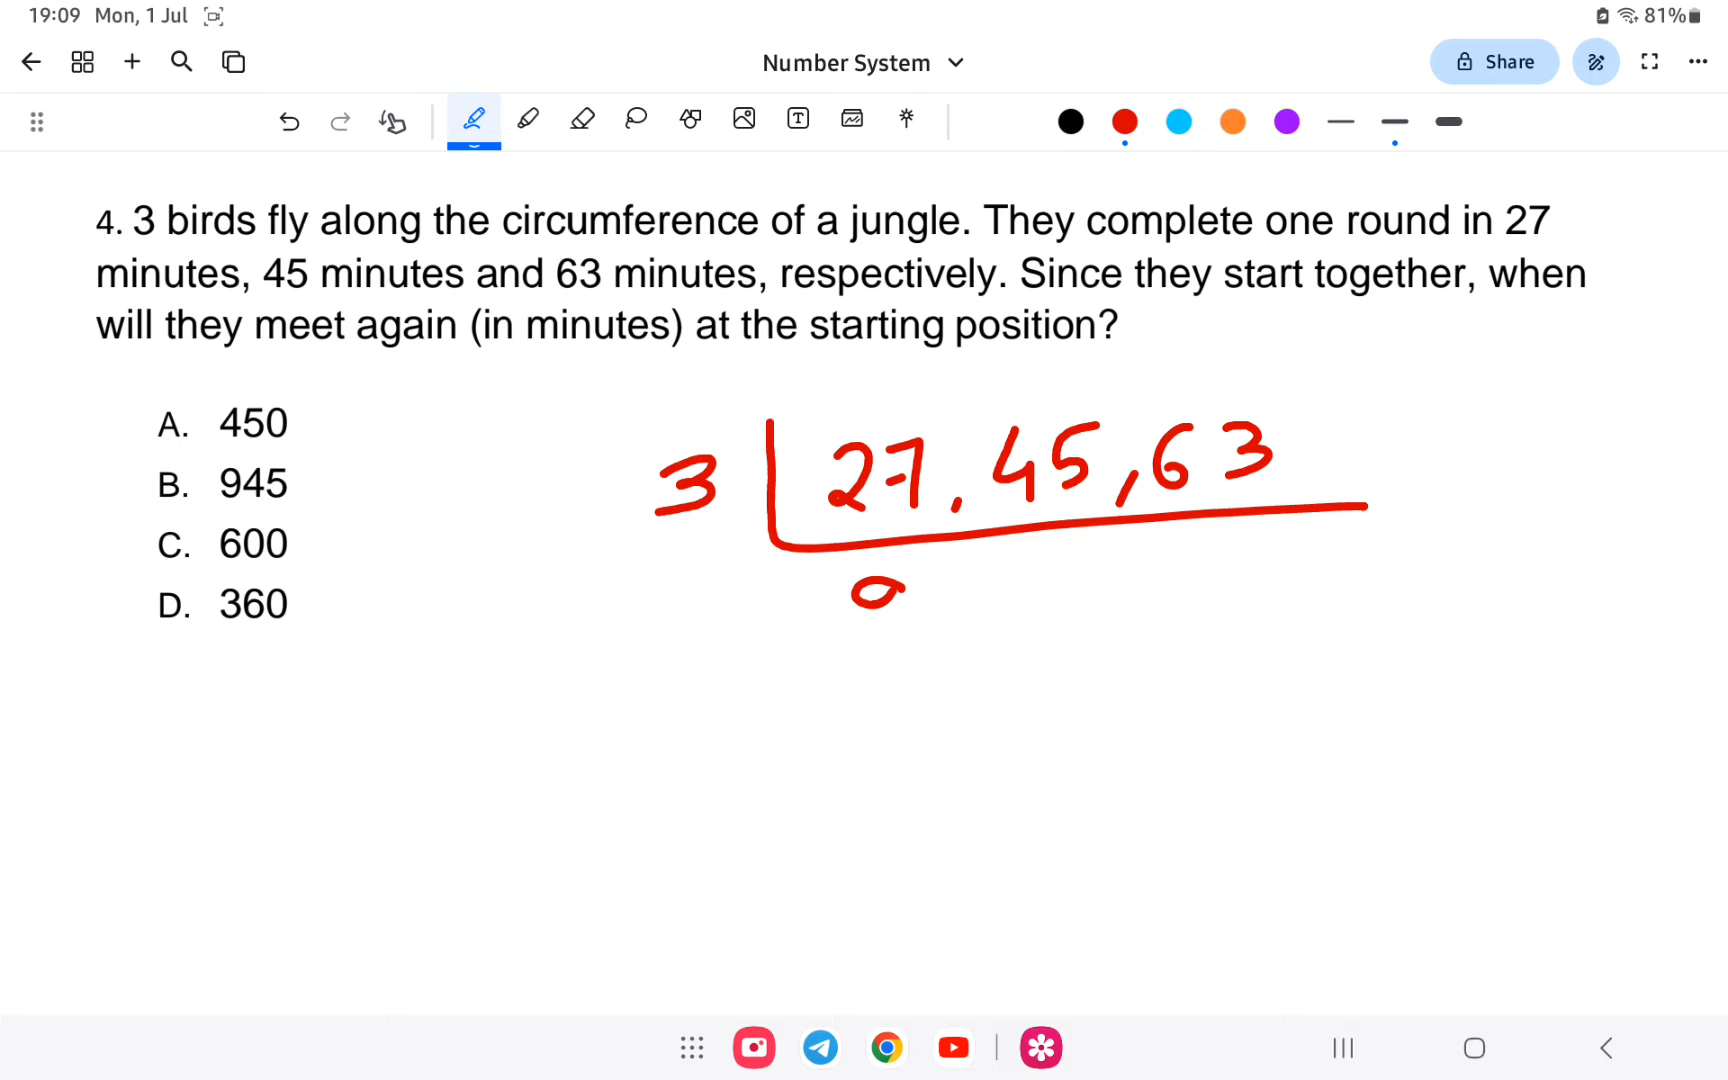 19:09 Mon, 1 Jul
81%
Number System
Share
4. 3 birds fly along the circumference of a jungle. They complete one round in 27
minutes, 45 minutes and 63 minutes, respectively. Since they start together, when
will they meet again (in minutes) at the starting position?
A. 450
B. 945
C. 600
D. 360
3 27, 45, 63